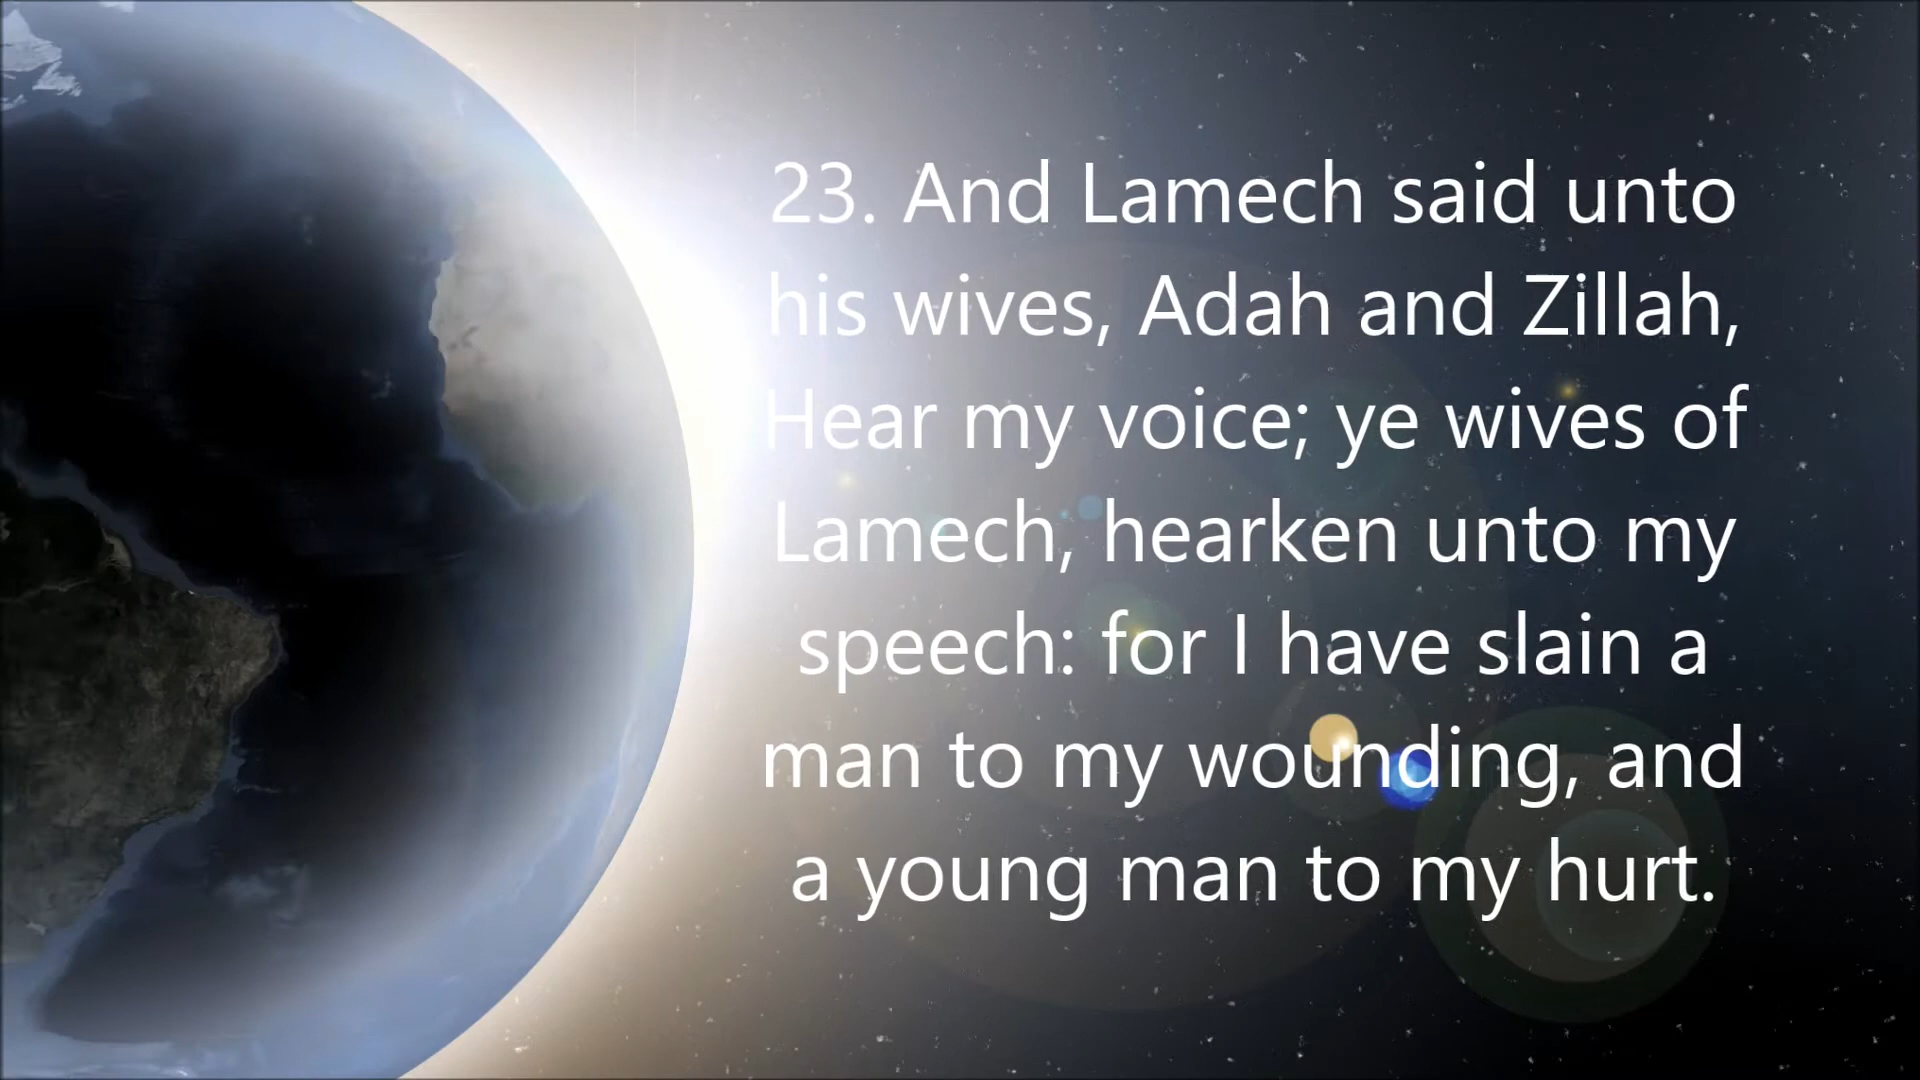 23. And Lamech said unto
his wives, Adah and Zillah,
Hear my voice; ye wives of
Lamech, hearken unto my
speech: for I have slain a
man to my wounding, and
a young man to my hurt.